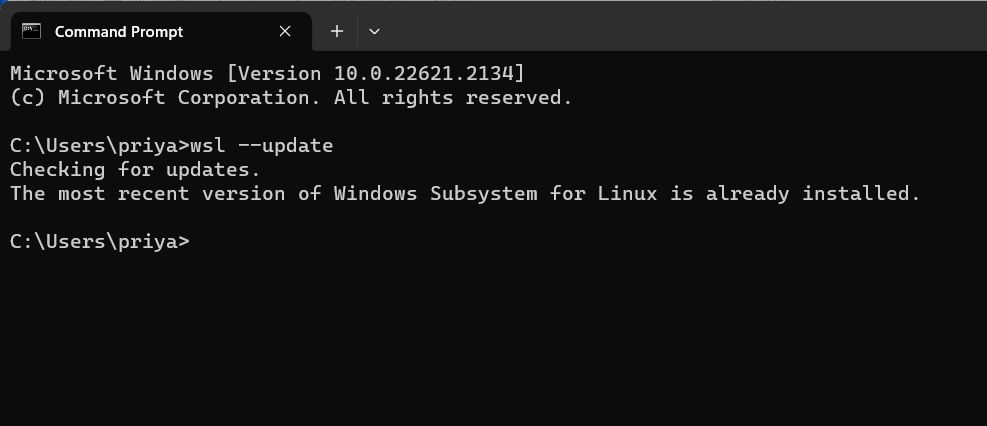 Command Prompt
Microsoft Windows [Version 10.0.22621.2134]
(c) Microsoft Corporation. All rights reserved.
C:\Users\priya>wsl --update
Checking for updates.
The most recent version of Windows Subsystem for Linux is already installed.
C:\Users\priya>